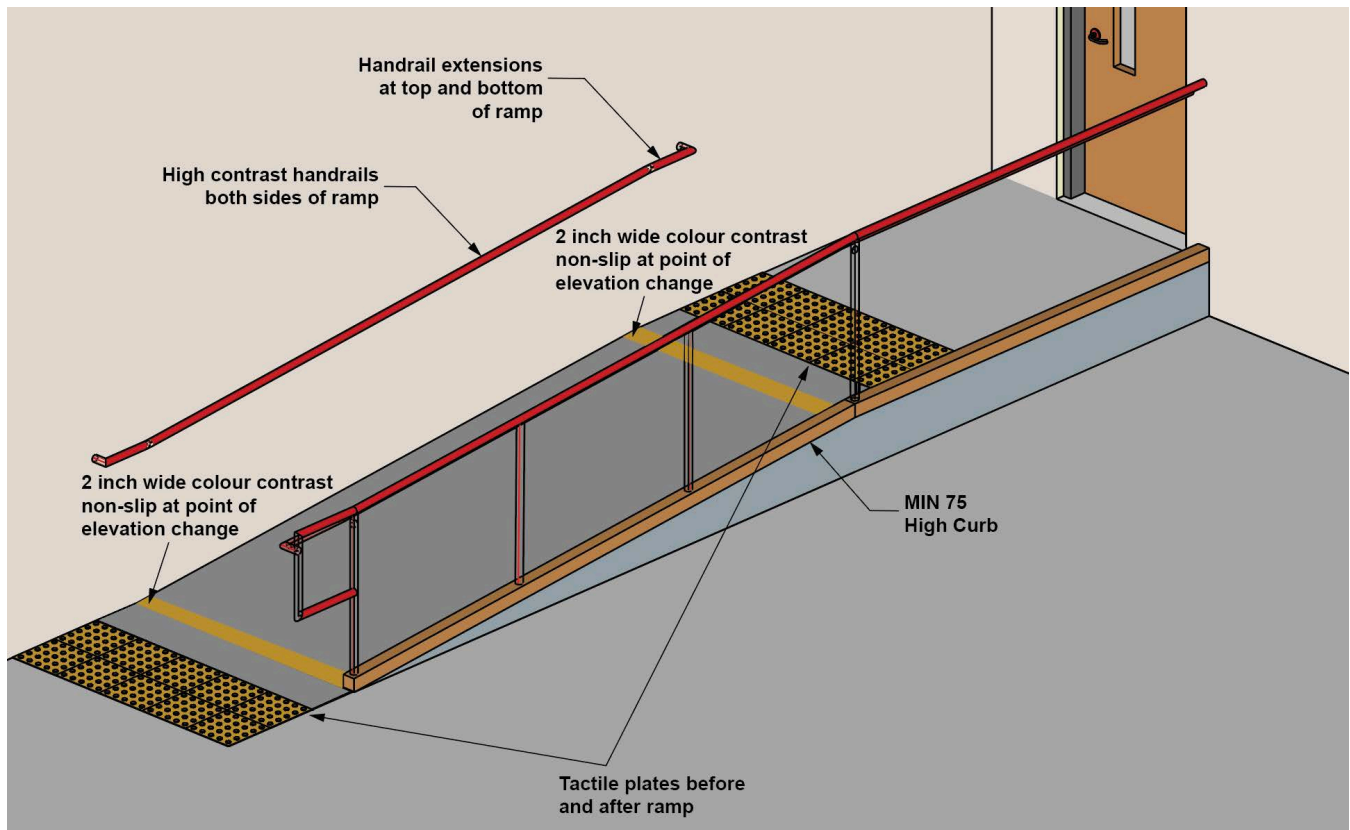 Handrail extensions
at top and bottom
of ramp
High contrast handrails
both sides of ramp
2 inch wide colour contrast
non-slip at point of
elevation change
2 inch wide colour contrast
non-slip at point of
elevation change
MIN 75
High Curb
Tactile plates before
and after ramp